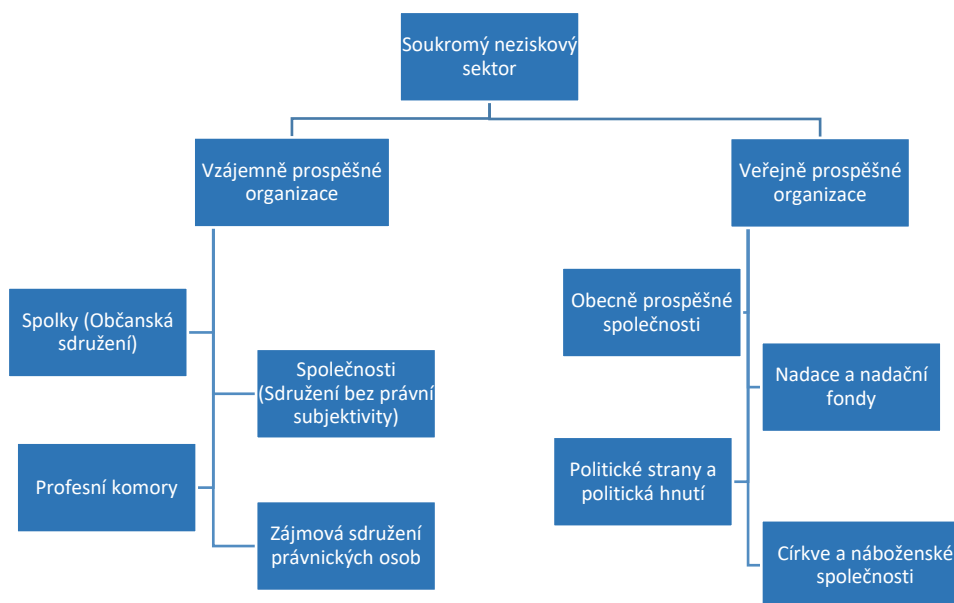 Soukromý neziskový
sektor
Vzájemně prospěšné
organizace
Veřejně prospěšné
organizace
Spolky (Občanská
sdružení)
Společnosti
(Sdružení bez právní
subjektivity)
Profesní komory
Zájmová sdružení
právnických osob
Obecně prospěšné
společnosti
Nadace a nadační
fondy
Politické strany a
politická hnutí
Církve a náboženské
společnosti